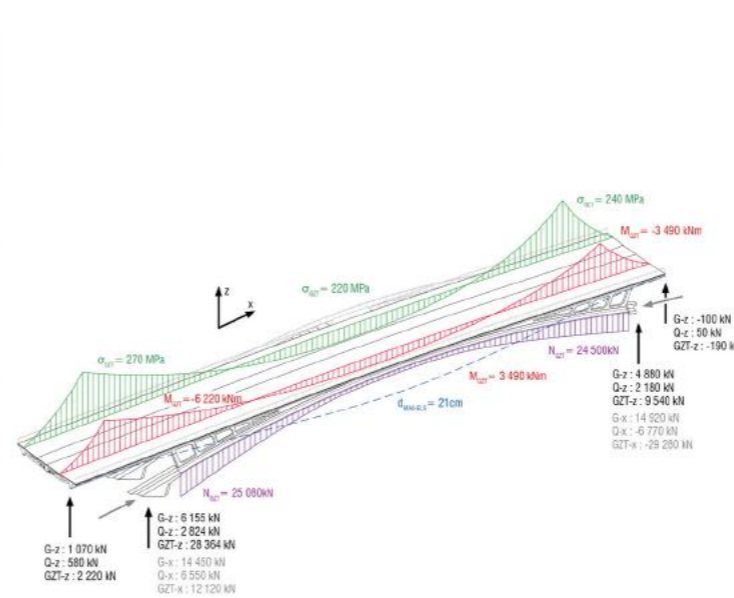 σGZT = 240 MPa
MGZT = -3 490 kNm
z
x
σGZT = 220 MPa
G-z : -100 kN
Q-z : 50 kN
GZT-z : -190 k
NGZT = 24 500kN
σGZT = 270 MPa
MGZT = 3 490 kNm
G-z : 4 880 kN
Q-z : 2 180 kN
GZT-z : 9 540 kN
MGZT = -6 220 kNm
dMAX-ELS = 21cm
G-x : 14 920 kN
Q-x : -6 770 kN
GZT-x : -29 280 kN
NGZT = 25 080kN
G-z : 6 155 kN
Q-z : 2 824 kN
GZT-z : 28 364 kN
G-z : 1 070 kN
Q-z : 580 kN
GZT-z : 2 220 kN
G-x : 14 450 kN
Q-x : 6 550 kN
GZT-x : 12 120 kN